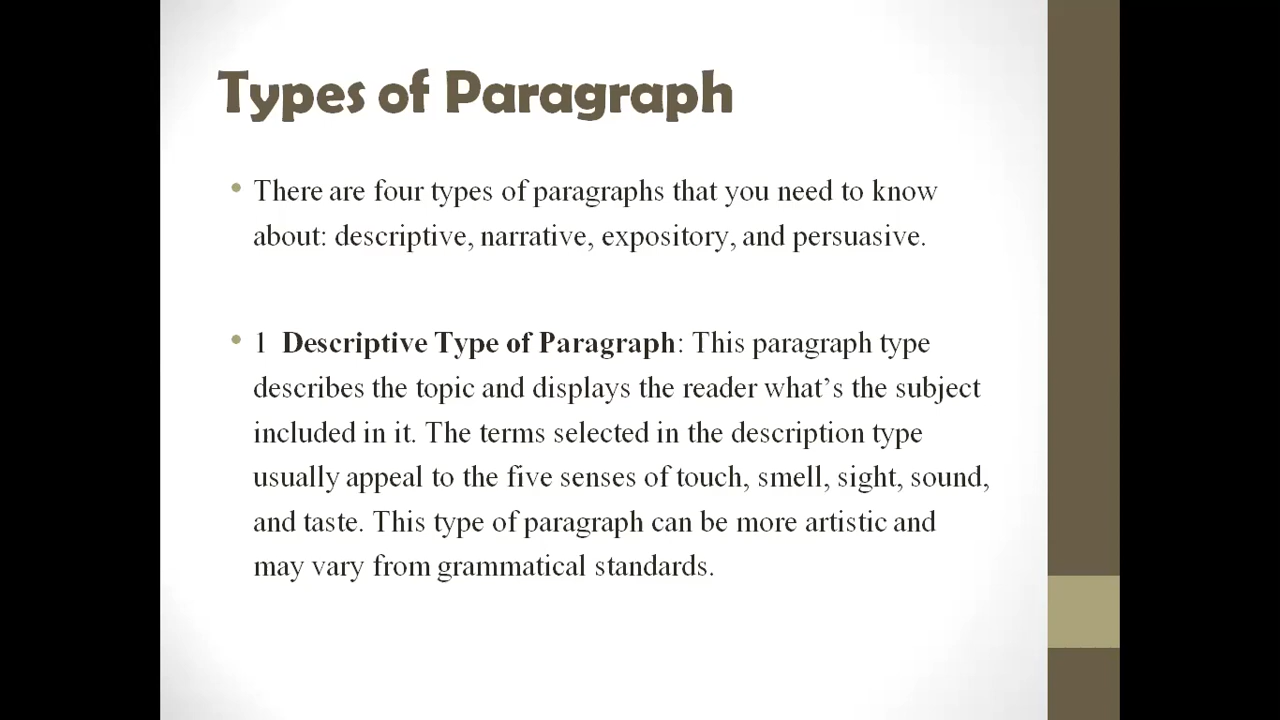 Types of Paragraph
• There are four types of paragraphs that you need to know
about: descriptive, narrative, expository, and persuasive.
• 1 Descriptive Type of Paragraph: This paragraph type
describes the topic and displays the reader what’s the subject
included in it. The terms selected in the description type
usually appeal to the five senses of touch, smell, sight, sound,
and taste. This type of paragraph can be more artistic and
may vary from grammatical standards.